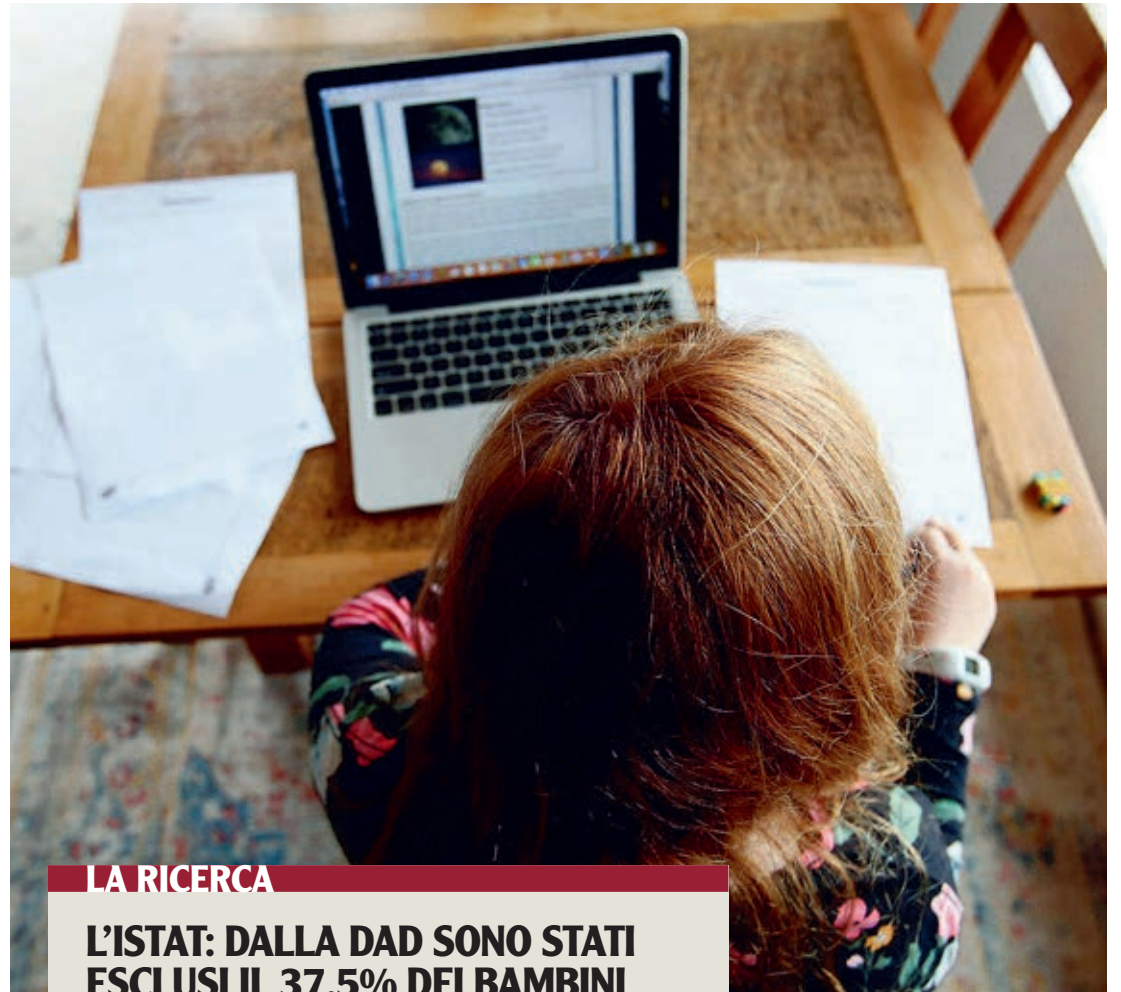 LA RICERCA
L’ISTAT: DALLA DAD SONO STATI
ESCLUSI IL 37,5% DEI BAMBINI